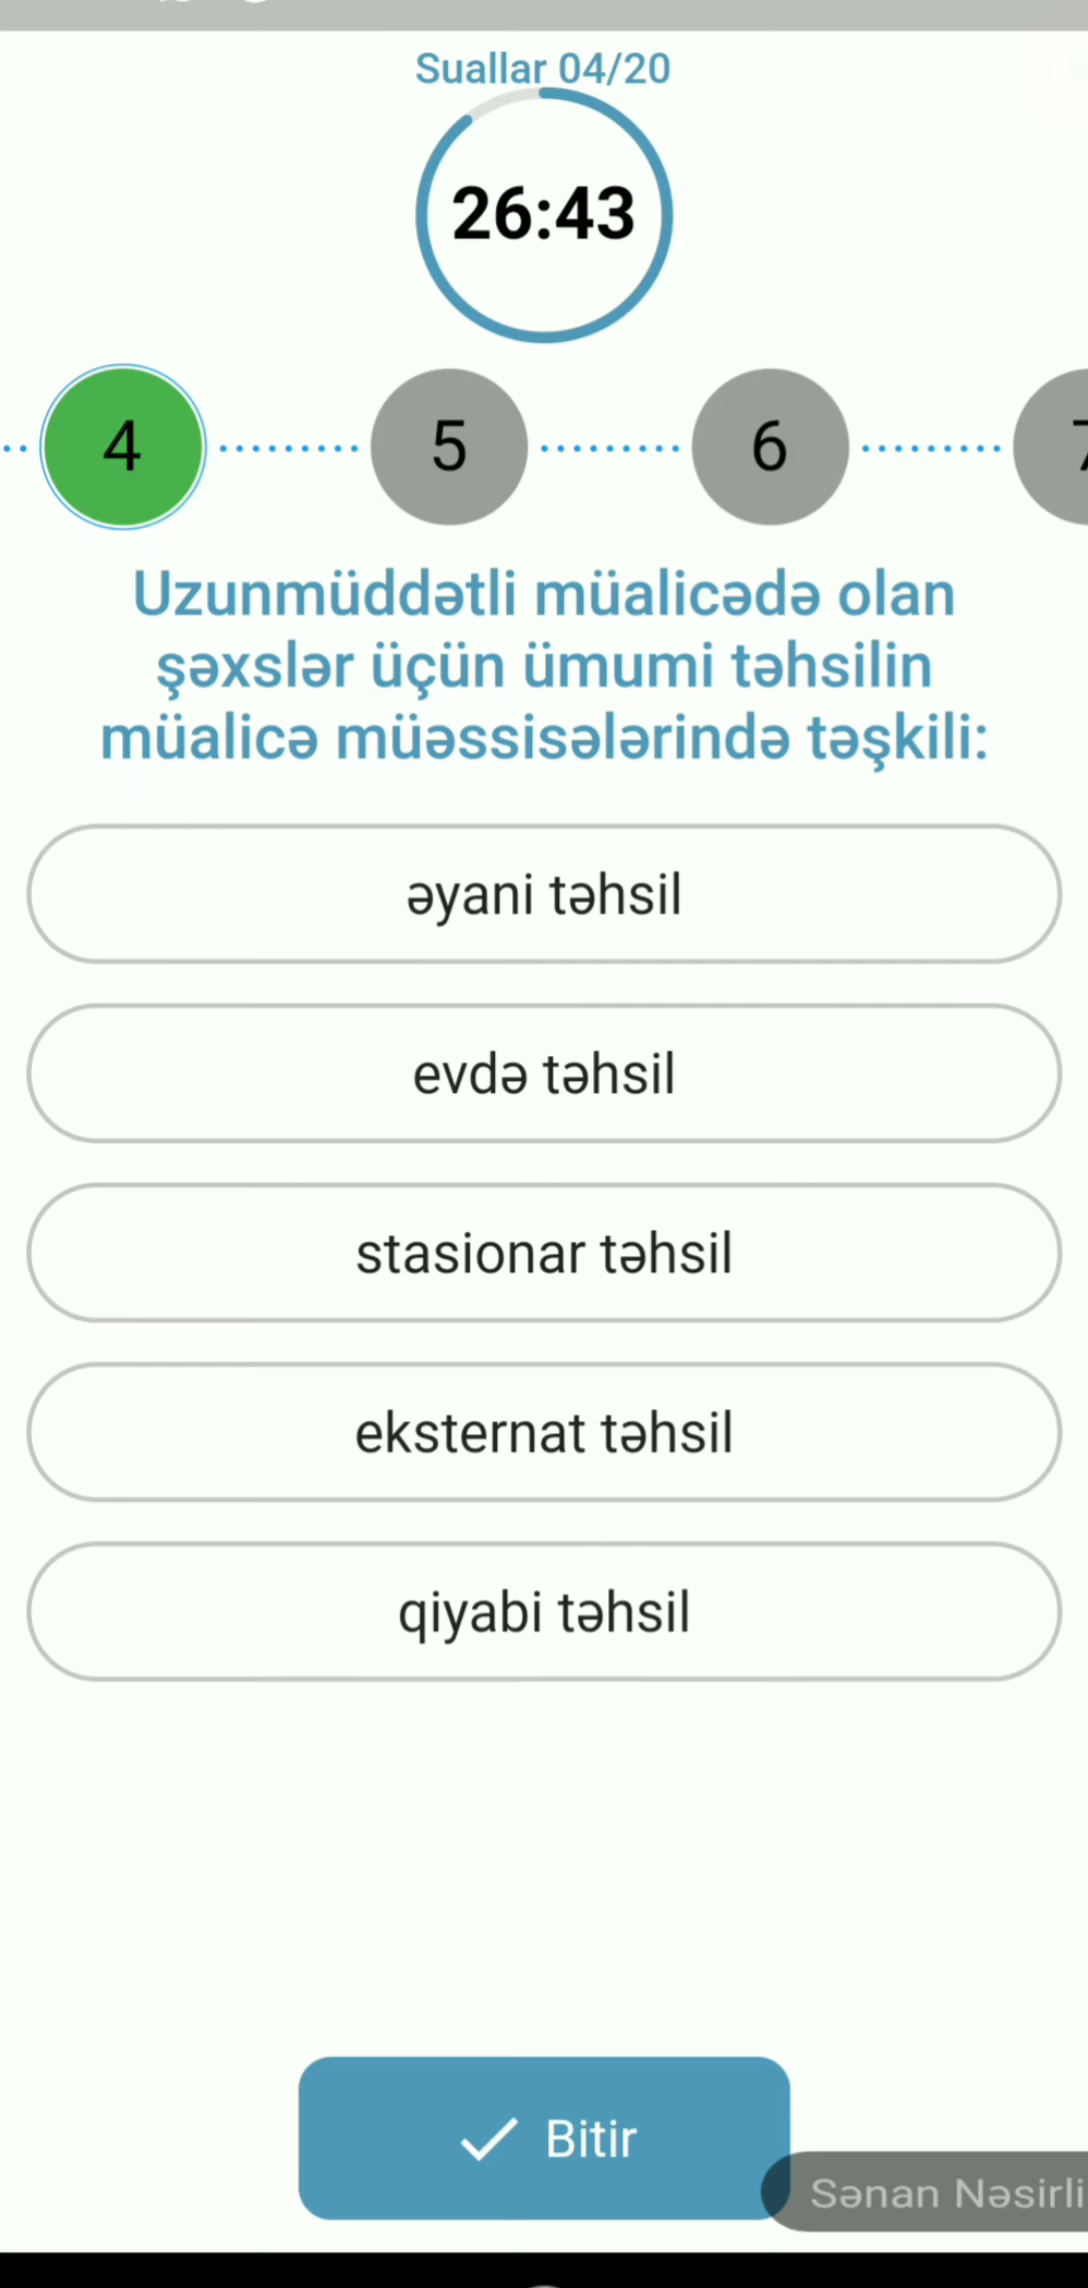 Suallar 04/20
26:43
4 5 6 7
Uzunmüddətli müalicədə olan
şəxslər üçün ümumi təhsilin
müalicə müəssisələrində təşkili:
əyani təhsil
evdə təhsil
stasionar təhsil
eksternat təhsil
qiyabi təhsil
Bitir
Sənan Nəsirli